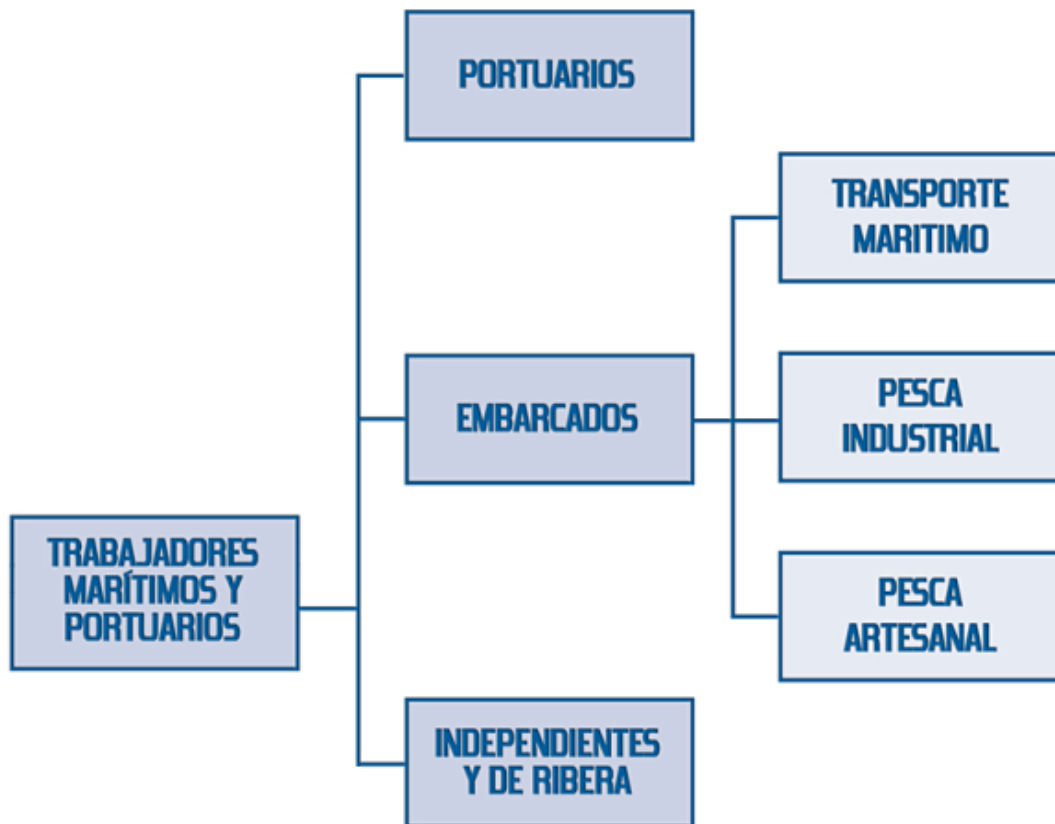 PORTUARIOS
TRANSPORTE
MARITIMO
PESCA
INDUSTRIAL
EMBARCADOS
TRABAJADORES
MARÍTIMOS Y
PORTUARIOS
PESCA
ARTESANAL
INDEPENDIENTES
Y DE RIBERA